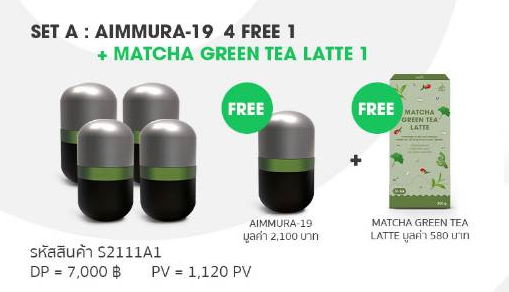 SET A : AIMMURA-19 4 FREE 1
+ MATCHA GREEN TEA LATTE 1
FREE
FREE
MATCHA
GREEN TEA
LATTE
+
AIMMURA-19
มูลค่า 2,100 บาท
MATCHA GREEN TEA
LATTE มูลค่า 580 บาท
รหัสสินค้า S2111A1
DP = 7,000 ฿ PV = 1,120 PV